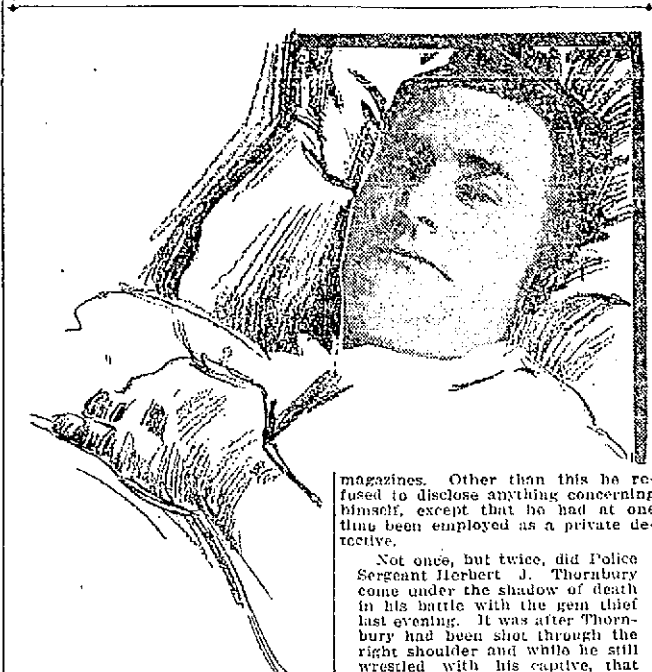 magazines. Other than this he re-
fused to disclose anything concerning
himself, except that he had at one
time been employed as a private de-
tective.
Not once, but twice, did Police
Sergeant Herbert J. Thornbury
come under the shadow of death
in his battle with the gem thief
last evening. It was after Thorn-
bury had been shot through the
right shoulder and while he still
wrestled with his captive, that